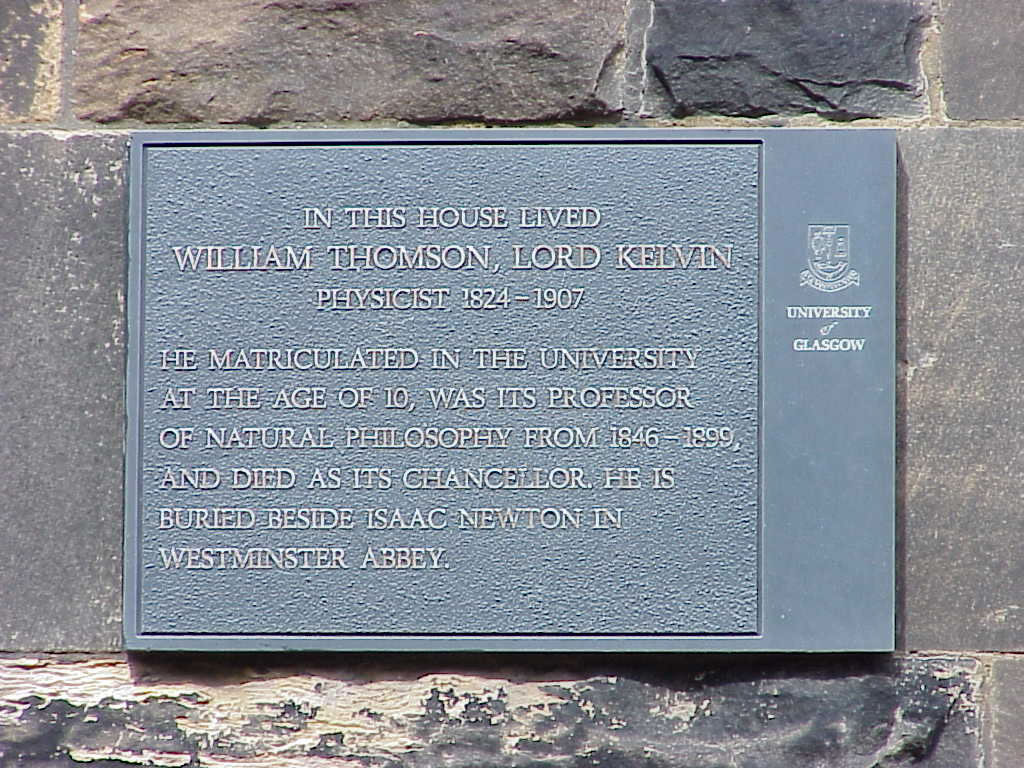 IN THIS HOUSE LIVED
WILLIAM THOMSON, LORD KELVIN
PHYSICIST 1824–1907
HE MATRICULATED IN THE UNIVERSITY
AT THE AGE OF 10, WAS ITS PROFESSOR
OF NATURAL PHILOSOPHY FROM 1846–1899,
AND DIED AS ITS CHANCELLOR. HE IS
BURIED BESIDE ISAAC NEWTON IN
WESTMINSTER ABBEY.
UNIVERSITY
of
GLASGOW